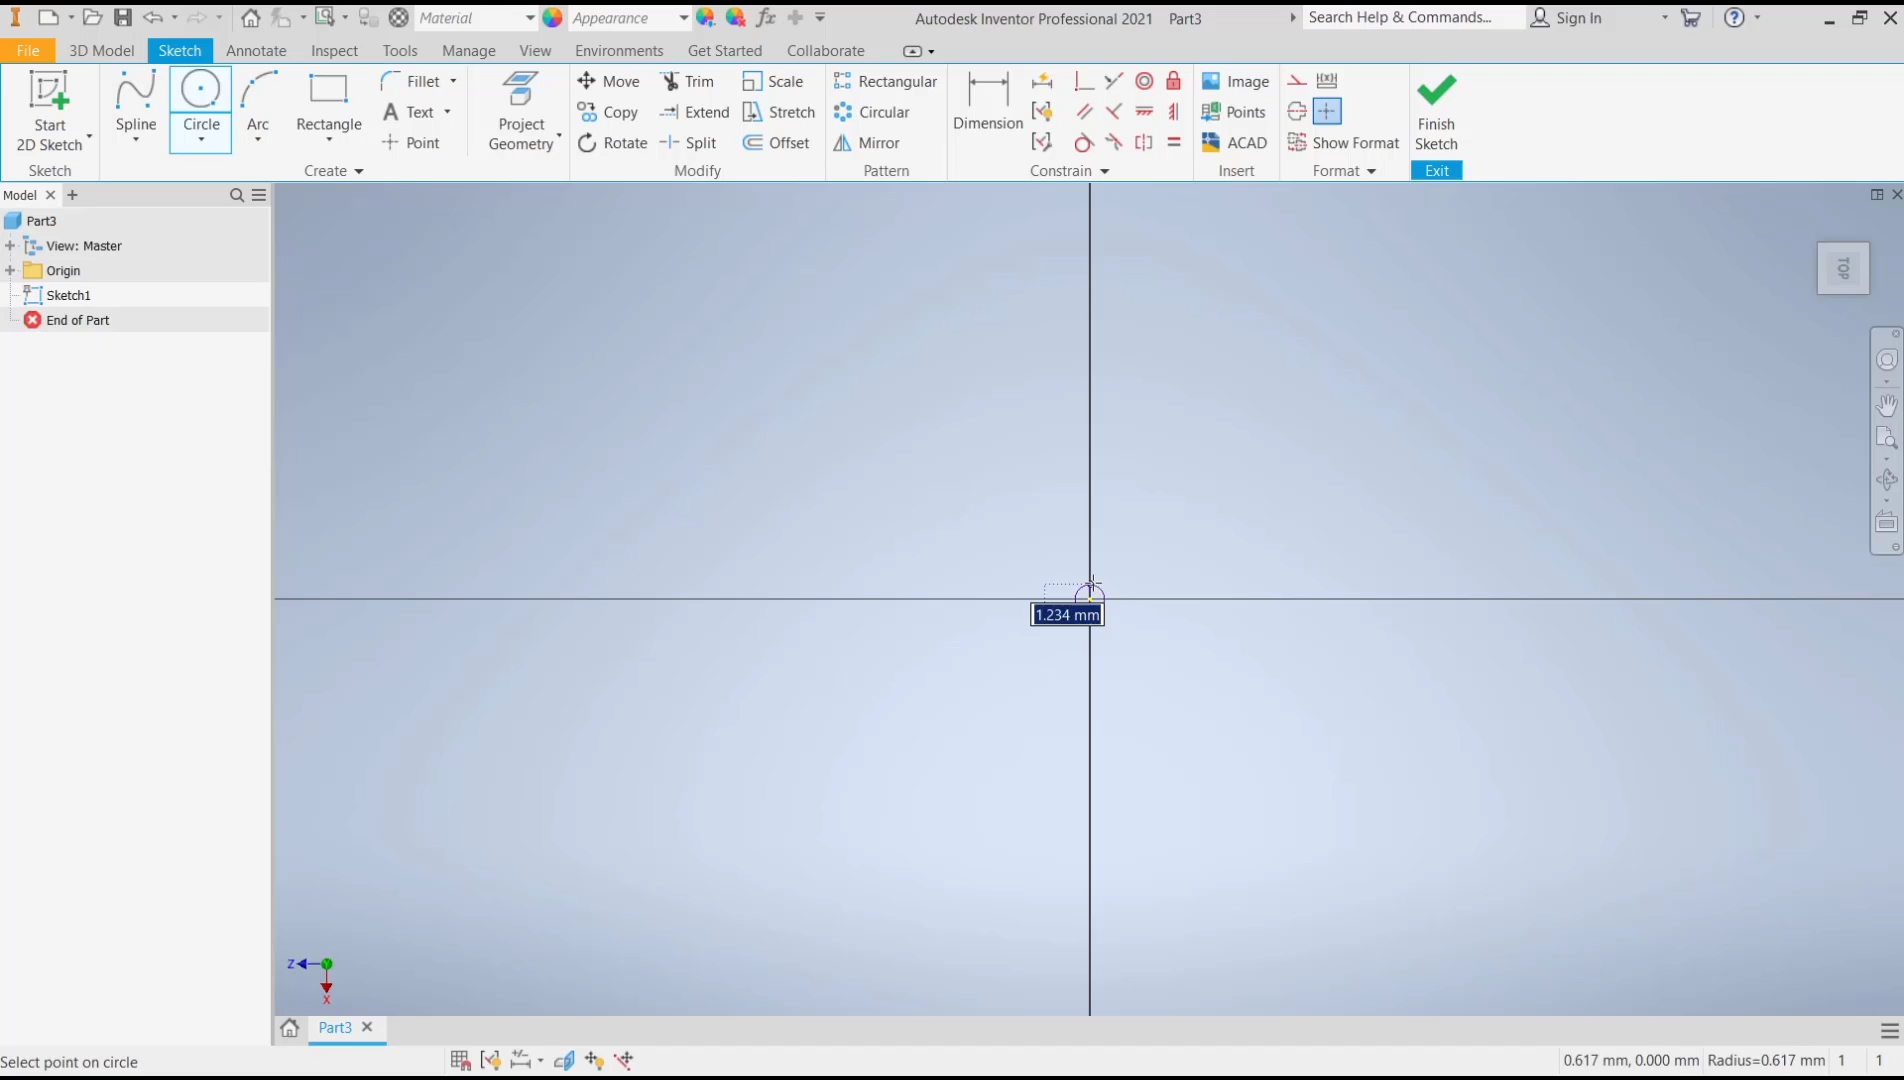 Material
Appearance
Autodesk Inventor Professional 2021 Part3
Search Help & Commands...
Sign In
File
3D Model
Sketch
Annotate
Inspect
Tools
Manage
View
Environments
Get Started
Collaborate
Start
2D Sketch
Sketch
Spline
Circle
Arc
Rectangle
Fillet
Text
Point
Create
Project
Geometry
Move
Copy
Rotate
Trim
Extend
Split
Scale
Stretch
Offset
Modify
Rectangular
Circular
Mirror
Pattern
Dimension
Constrain
Image
Points
ACAD
Insert
Show Format
Format
Finish
Sketch
Exit
Model
Part3
View: Master
Origin
Sketch1
End of Part
TOP
1.234 mm
Z
X
Part3
Select point on circle
0.617 mm, 0.000 mm Radius=0.617 mm 1 1